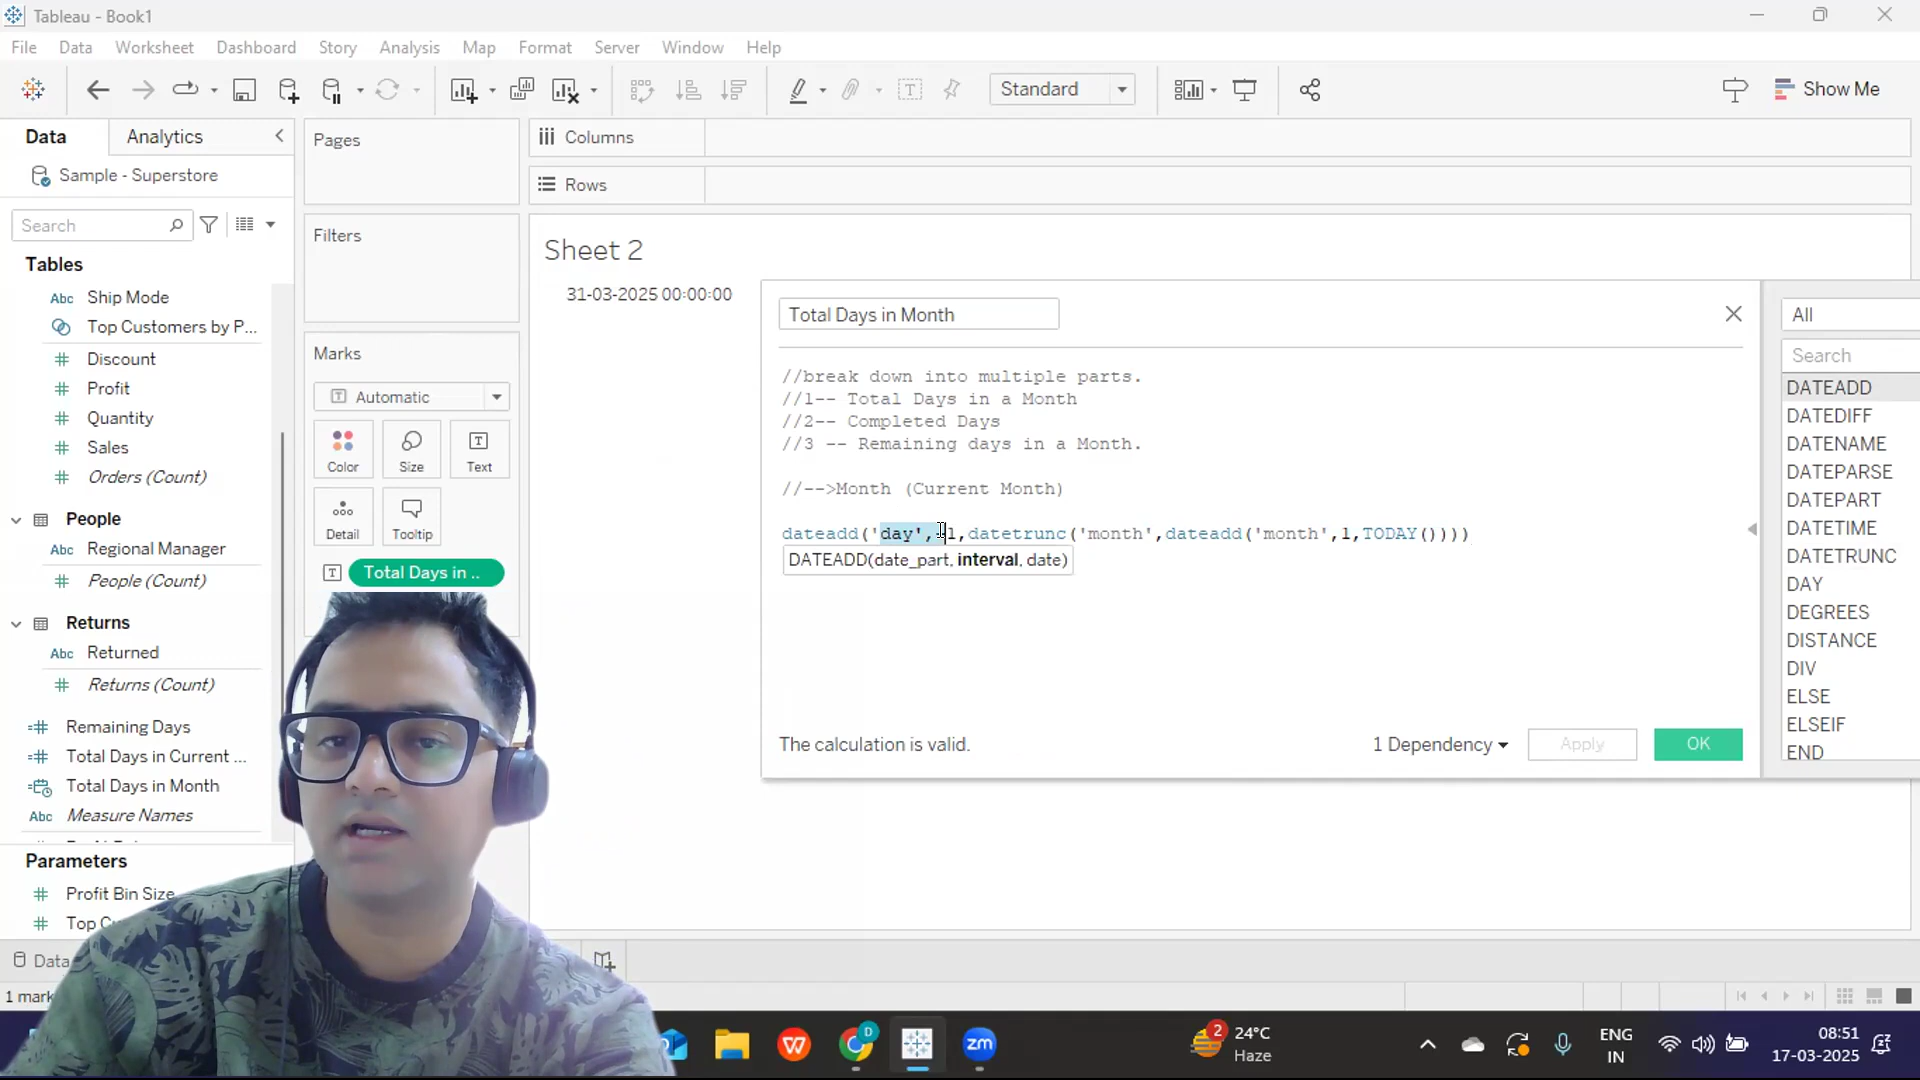 Tableau - Book1
File Data Worksheet Dashboard Story Analysis Map Format Server Window Help
Standard
Show Me
Data Analytics
Sample - Superstore
Search
Tables
Abc Ship Mode
Top Customers by P...
Discount
Profit
Quantity
Sales
Orders (Count)
People
Abc Regional Manager
People (Count)
Returns
Abc Returned
Returns (Count)
Remaining Days
Total Days in Current ...
Total Days in Month
Abc Measure Names
Parameters
Profit Bin Size
Pages
Filters
Marks
Automatic
Color Size Text
Detail Tooltip
Total Days in ..
Columns
Rows
Sheet 2
31-03-2025 00:00:00
Total Days in Month
//break down into multiple parts.
//1-- Total Days in a Month
//2-- Completed Days
//3 -- Remaining days in a Month.
//-->Month (Current Month)
dateadd('day',-1,datetrunc('month',dateadd('month',1,TODAY())))
DATEADD(date_part, interval, date)
The calculation is valid.
1 Dependency
Apply
OK
All
Search
DATEADD
DATEDIFF
DATENAME
DATEPARSE
DATEPART
DATETIME
DATETRUNC
DAY
DEGREES
DISTANCE
DIV
ELSE
ELSEIF
END
Data
1 mark
2
24°C
Haze
zm
ENG
IN
08:51
17-03-2025